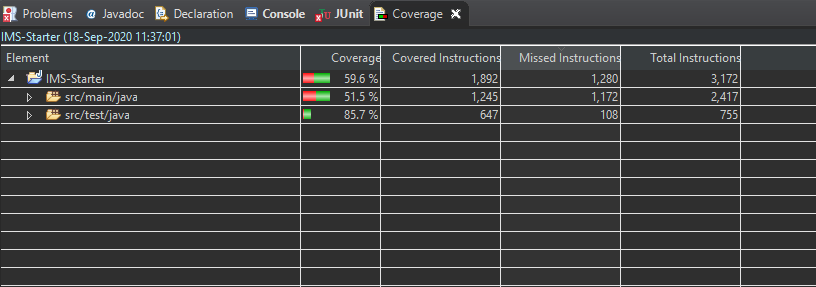 Problems @ Javadoc Declaration Console JUnit Coverage
IMS-Starter (18-Sep-2020 11:37:01)
Element Coverage Covered Instructions Missed Instructions Total Instructions
IMS-Starter 59.6 % 1,892 1,280 3,172
src/main/java 51.5 % 1,245 1,172 2,417
src/test/java 85.7 % 647 108 755